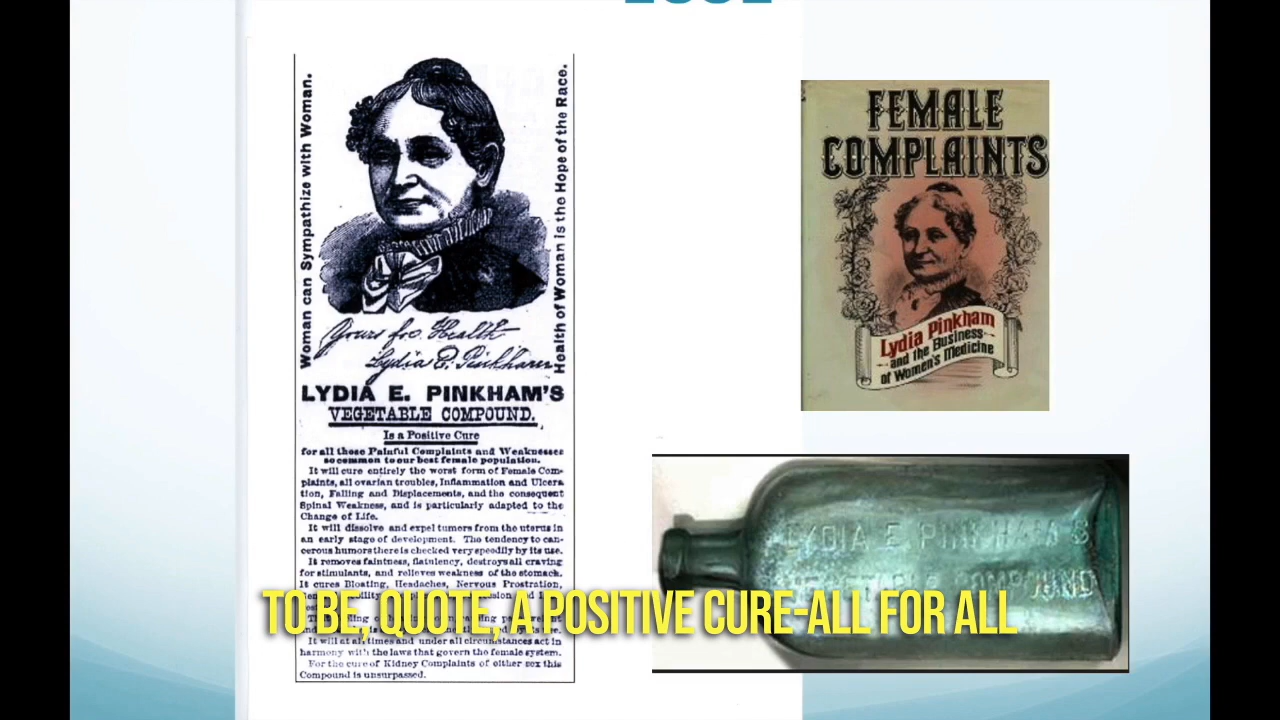 Woman can Sympathize with Woman.
Health of Woman is the Hope of the Race.
Yours for Health
Lydia E. Pinkham
LYDIA E. PINKHAM'S
VEGETABLE COMPOUND.
Is a Positive Cure
for all those Painful Complaints and Weaknesses
so common to our best female population.
It will cure entirely the worst form of Female Com-
plaints, all ovarian troubles, Inflammation and Ulcera
tion, Falling and Displacements, and the consequent
Spinal Weakness, and is particularly adapted to the
Change of Life.
It will dissolve and expel tumors from the uterus in
an early stage of development. The tendency to can-
cerous humors there is checked very speedily by its use.
It removes faintness, flatulency, destroys all craving
for stimulants, and relieves weakness of the stomach.
It cures Bloating, Headaches, Nervous Prostration,
It will at all times and under all circumstances act in
harmony with the laws that govern the female system.
For the cure of Kidney Complaints of either sex this
Compound is unsurpassed.
FEMALE
COMPLAINTS
Lydia Pinkham
and the Business
of Women's Medicine
LYDIA E PINKHAM'S
TO BE, QUOTE, A POSITIVE CURE-ALL FOR ALL